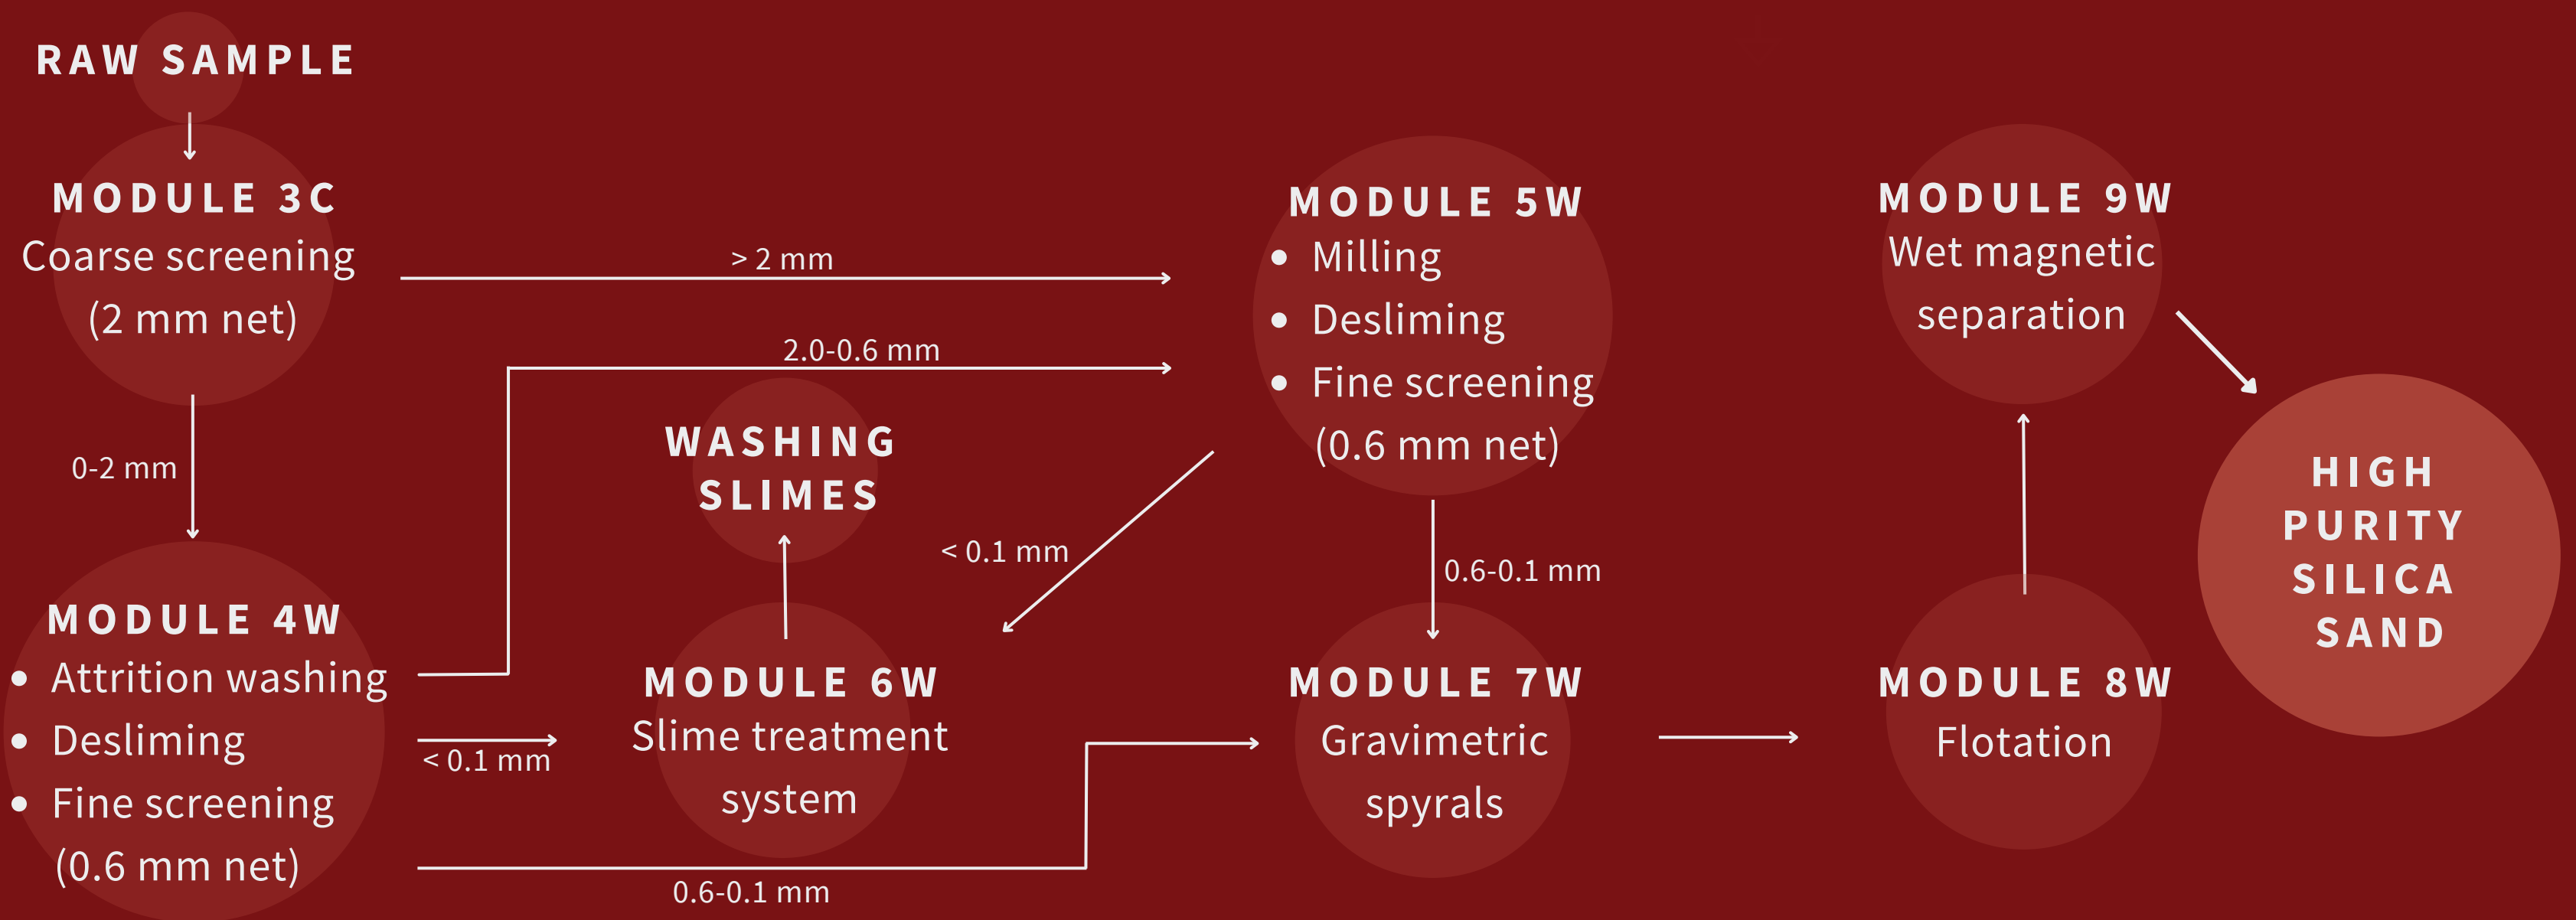 RAW SAMPLE
MODULE 3C
Coarse screening
(2 mm net)
> 2 mm
0-2 mm
MODULE 4W
• Attrition washing
• Desliming
• Fine screening
(0.6 mm net)
2.0-0.6 mm
< 0.1 mm
0.6-0.1 mm
WASHING
SLIMES
MODULE 6W
Slime treatment
system
MODULE 5W
• Milling
• Desliming
• Fine screening
(0.6 mm net)
< 0.1 mm
0.6-0.1 mm
MODULE 7W
Gravimetric
spyrals
MODULE 8W
Flotation
MODULE 9W
Wet magnetic
separation
HIGH
PURITY
SILICA
SAND